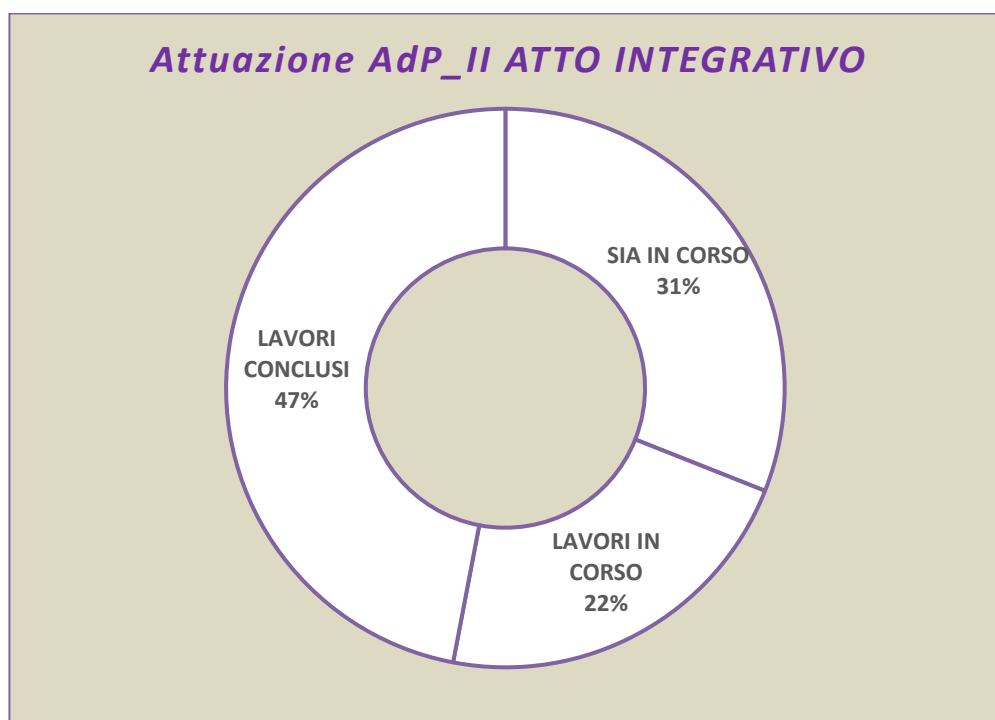 Attuazione AdP_II ATTO INTEGRATIVO
SIA IN CORSO
31%
LAVORI
CONCLUSI
47%
LAVORI IN
CORSO
22%